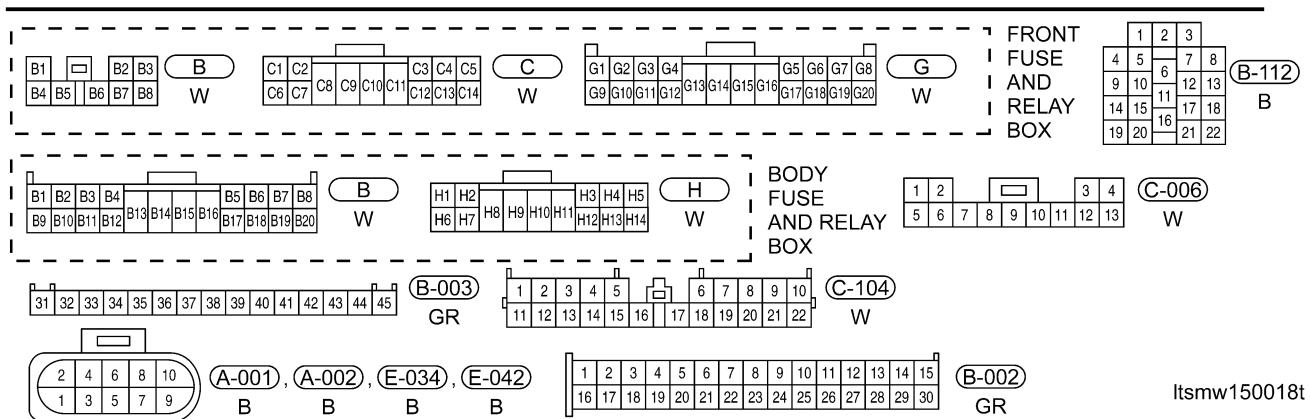 B1 B2 B3
B4 B5 B6 B7 B8
B
W
C1 C2 C3 C4 C5
C6 C7 C8 C9 C10 C11 C12 C13 C14
C
W
G1 G2 G3 G4 G5 G6 G7 G8
G9 G10 G11 G12 G13 G14 G15 G16 G17 G18 G19 G20
G
W
FRONT
FUSE
AND
RELAY
BOX
1 2 3
4 5 6 7 8
9 10 11 12 13
14 15 16 17 18
19 20 21 22
B-112
B
B1 B2 B3 B4 B5 B6 B7 B8
B9 B10 B11 B12 B13 B14 B15 B16 B17 B18 B19 B20
B
W
H1 H2 H3 H4 H5
H6 H7 H8 H9 H10 H11 H12 H13 H14
H
W
BODY
FUSE
AND RELAY
BOX
1 2 3 4
5 6 7 8 9 10 11 12 13
C-006
W
31 32 33 34 35 36 37 38 39 40 41 42 43 44 45
B-003
GR
1 2 3 4 5 6 7 8 9 10
11 12 13 14 15 16 17 18 19 20 21 22
C-104
W
2 4 6 8 10
1 3 5 7 9
A-001 , A-002 , E-034 , E-042
B B B B
1 2 3 4 5 6 7 8 9 10 11 12 13 14 15
16 17 18 19 20 21 22 23 24 25 26 27 28 29 30
B-002
GR
ltsmw150018t